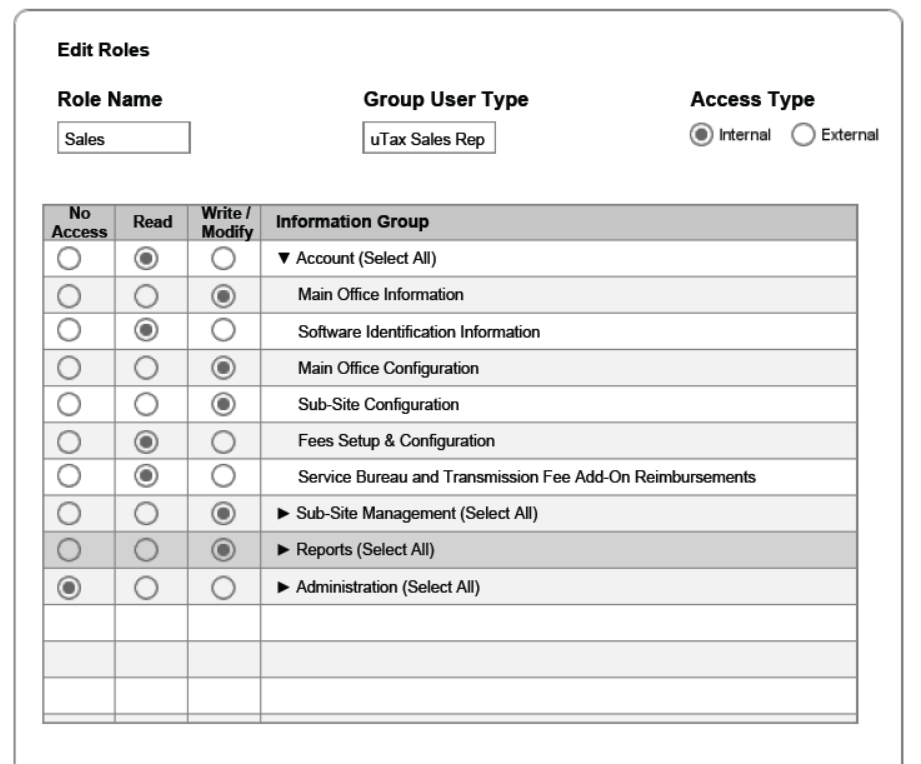 Edit Roles
Role Name Group User Type Access Type
Sales uTax Sales Rep Internal External
No Access Read Write / Modify Information Group
▼ Account (Select All)
Main Office Information
Software Identification Information
Main Office Configuration
Sub-Site Configuration
Fees Setup & Configuration
Service Bureau and Transmission Fee Add-On Reimbursements
► Sub-Site Management (Select All)
► Reports (Select All)
► Administration (Select All)